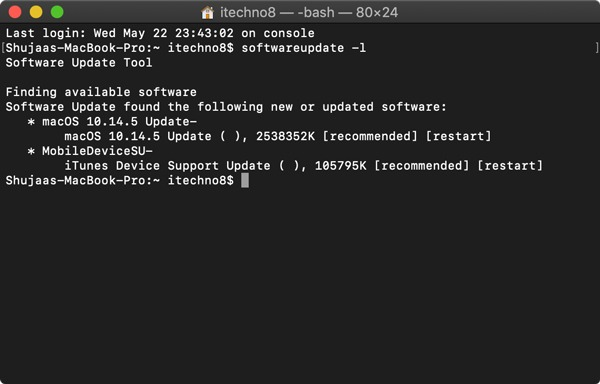 itechno8 — -bash — 80×24
Last login: Wed May 22 23:43:02 on console
[Shujaas-MacBook-Pro:~ itechno8$ softwareupdate -l ]
Software Update Tool

Finding available software
Software Update found the following new or updated software:
   * macOS 10.14.5 Update-
        macOS 10.14.5 Update ( ), 2538352K [recommended] [restart]
   * MobileDeviceSU-
        iTunes Device Support Update ( ), 105795K [recommended] [restart]
Shujaas-MacBook-Pro:~ itechno8$